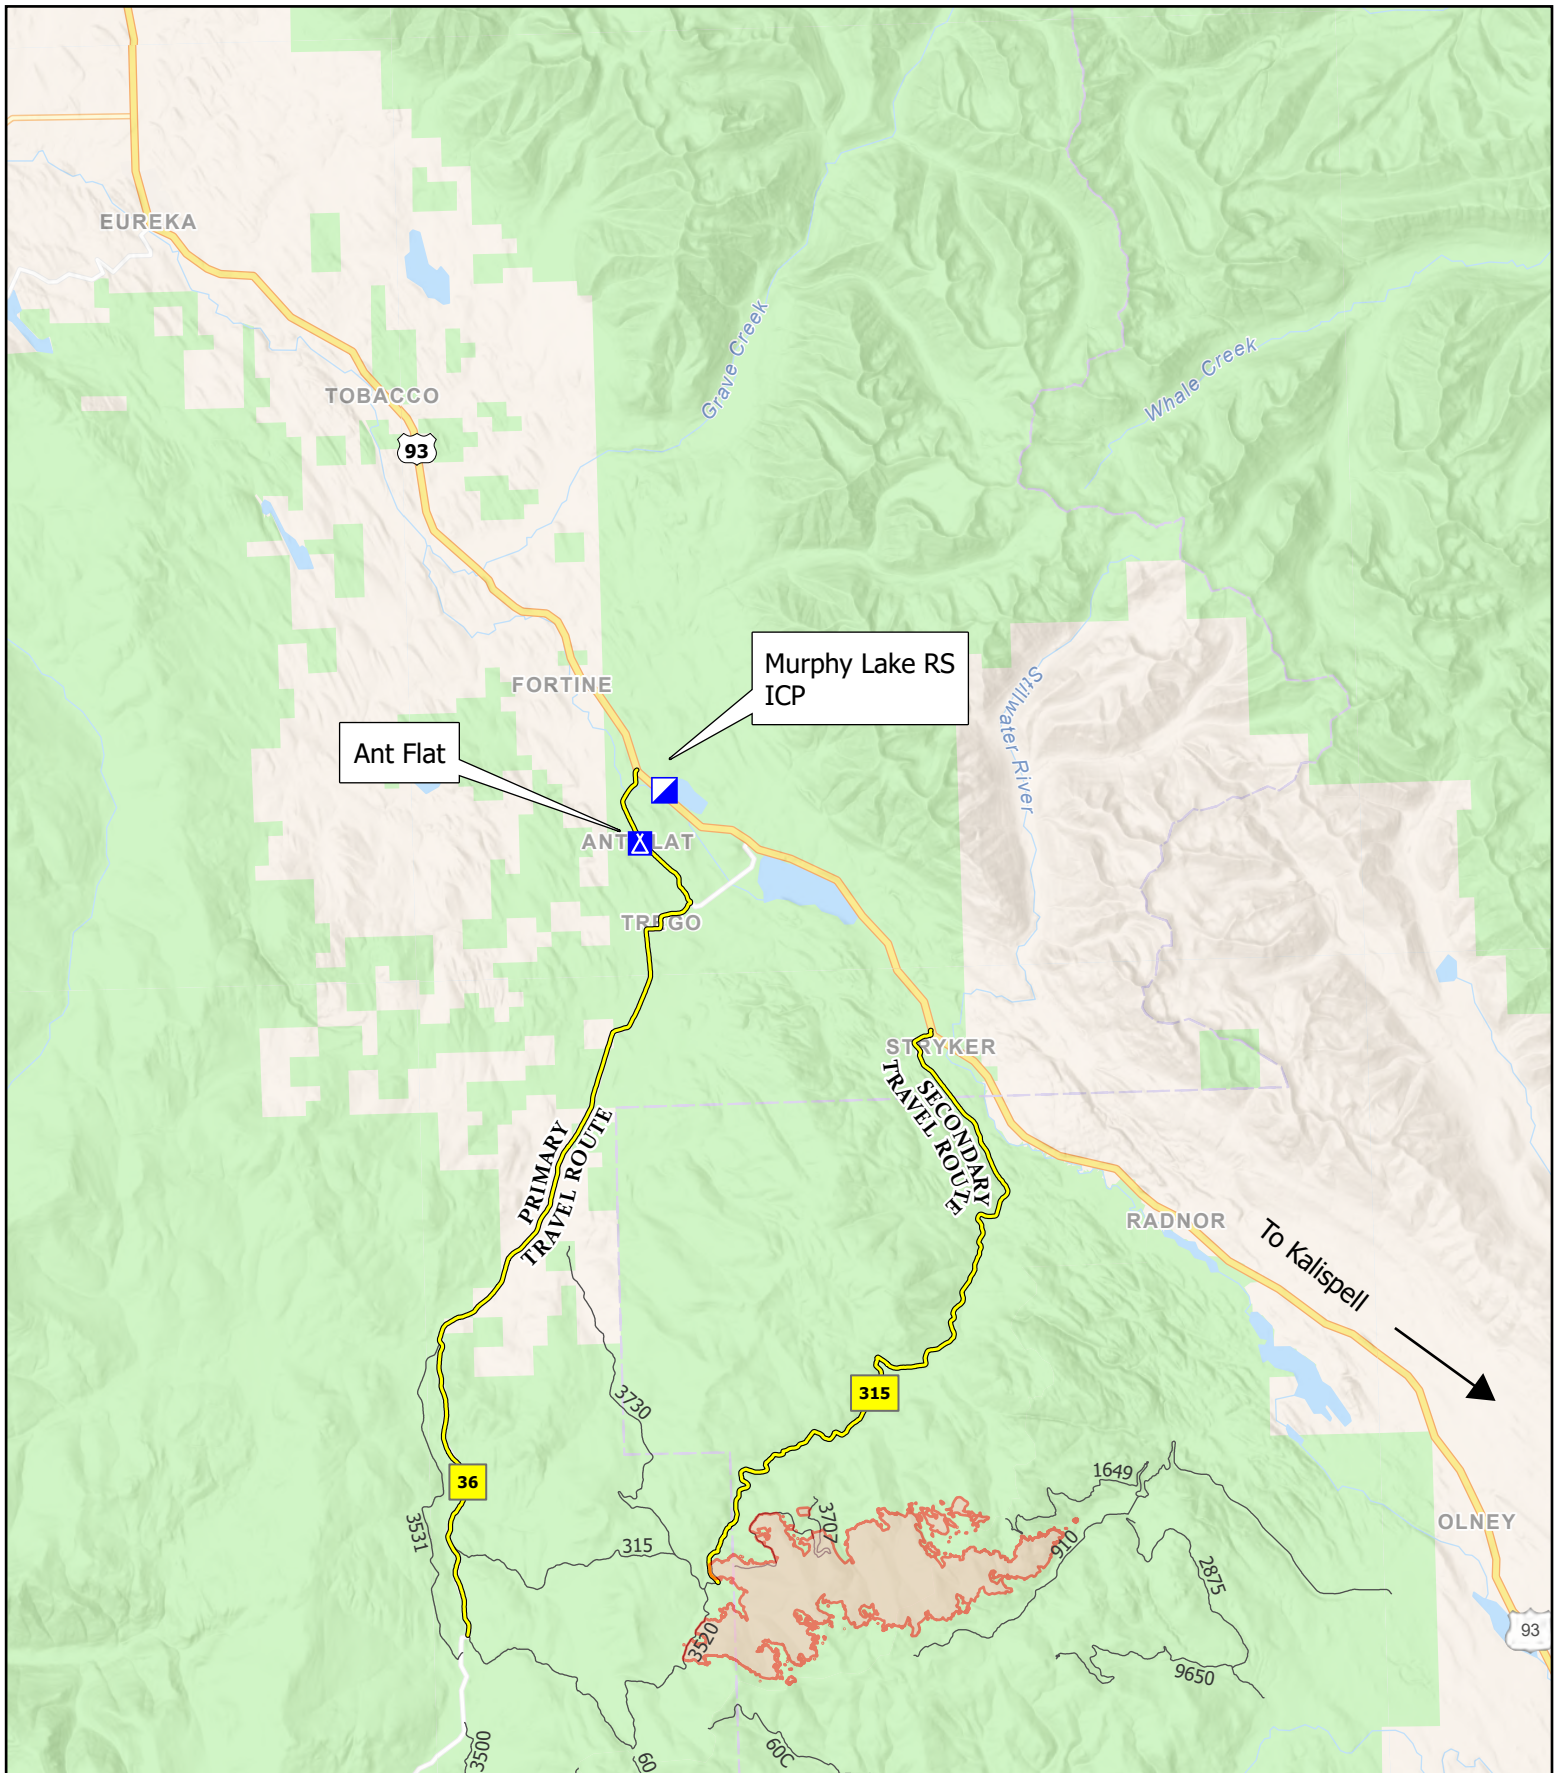 EUREKA
TOBACCO
93
Grave Creek
Whale Creek
FORTINE
Murphy Lake RS
ICP
Stillwater River
Ant Flat
TREGO
STRYKER
SECONDARY
TRAVEL ROUTE
PRIMARY
TRAVEL ROUTE
RADNOR
To Kalispell
3730
315
36
1649
3531
315
3707
910
2875
OLNEY
93
3520
9650
3500
60
60C